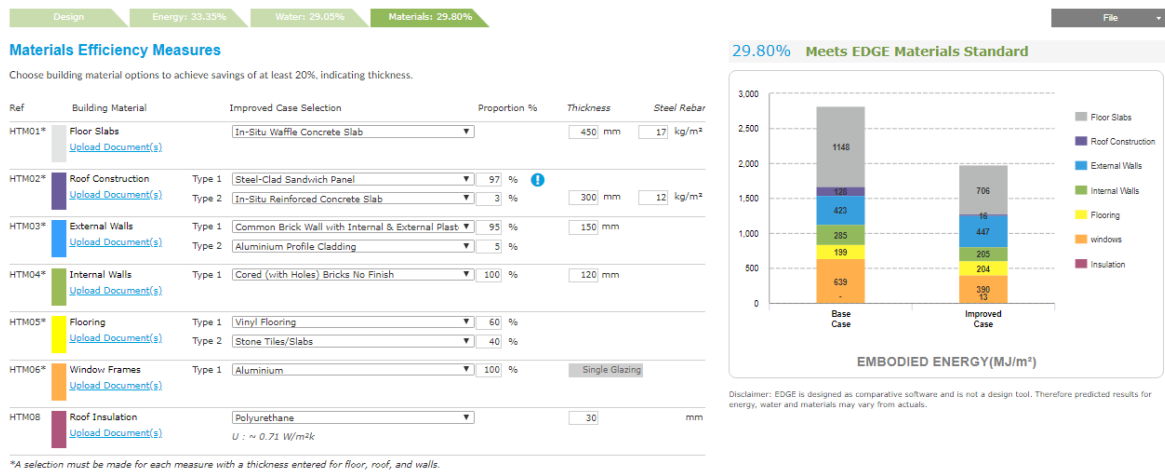 Design
Energy: 33.35%
Water: 29.05%
Materials: 29.80%
File
Materials Efficiency Measures
Choose building material options to achieve savings of at least 20%, indicating thickness.
Ref Building Material Improved Case Selection Proportion % Thickness Steel Rebar
HTM01* Floor Slabs In-Situ Waffle Concrete Slab 450 mm 17 kg/m²
Upload Document(s)
HTM02* Roof Construction Type 1 Steel-Clad Sandwich Panel 97 %
Upload Document(s) Type 2 In-Situ Reinforced Concrete Slab 3 % 300 mm 12 kg/m²
HTM03* External Walls Type 1 Common Brick Wall with Internal & External Plast 95 % 150 mm
Upload Document(s) Type 2 Aluminium Profile Cladding 5 %
HTM04* Internal Walls Type 1 Cored (with Holes) Bricks No Finish 100 % 120 mm
Upload Document(s)
HTM05* Flooring Type 1 Vinyl Flooring 60 %
Upload Document(s) Type 2 Stone Tiles/Slabs 40 %
HTM06* Window Frames Type 1 Aluminium 100 % Single Glazing
Upload Document(s)
HTM08 Roof Insulation Polyurethane 30 mm
Upload Document(s) U : ~ 0.71 W/m²k
*A selection must be made for each measure with a thickness entered for floor, roof, and walls.
29.80% Meets EDGE Materials Standard
3,000
2,500
2,000
1,500
1,000
500
0
1148
128
423
285
199
639
-
706
16
447
205
204
390
13
Base
Case
Improved
Case
Floor Slabs
Roof Construction
External Walls
Internal Walls
Flooring
windows
Insulation
EMBODIED ENERGY(MJ/m²)
Disclaimer: EDGE is designed as comparative software and is not a design tool. Therefore predicted results for
energy, water and materials may vary from actuals.